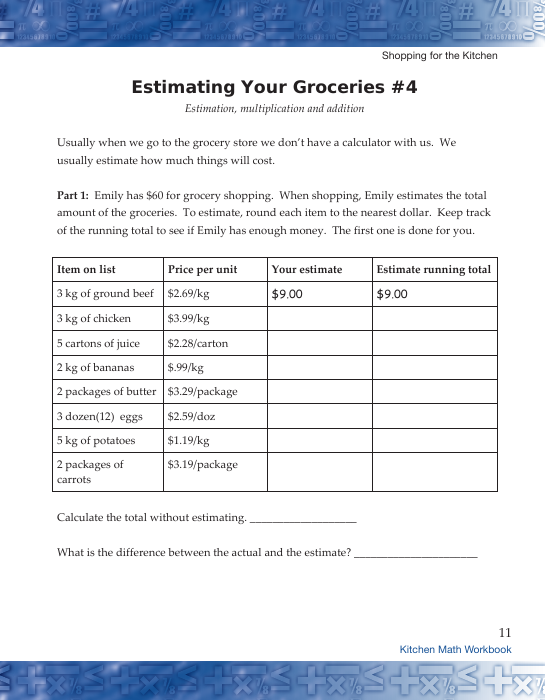 Shopping for the Kitchen
Estimating Your Groceries #4
Estimation, multiplication and addition
Usually when we go to the grocery store we don't have a calculator with us.  We
usually estimate how much things will cost.
Part 1:  Emily has $60 for grocery shopping.  When shopping, Emily estimates the total
amount of the groceries.  To estimate, round each item to the nearest dollar.  Keep track
of the running total to see if Emily has enough money.  The first one is done for you.
Item on list Price per unit Your estimate Estimate running total
3 kg of ground beef $2.69/kg $9.00 $9.00
3 kg of chicken $3.99/kg
5 cartons of juice $2.28/carton
2 kg of bananas $.99/kg
2 packages of butter $3.29/package
3 dozen(12)  eggs $2.59/doz
5 kg of potatoes $1.19/kg
2 packages of $3.19/package
carrots
Calculate the total without estimating. ___________________
What is the difference between the actual and the estimate? ______________________
11
Kitchen Math Workbook